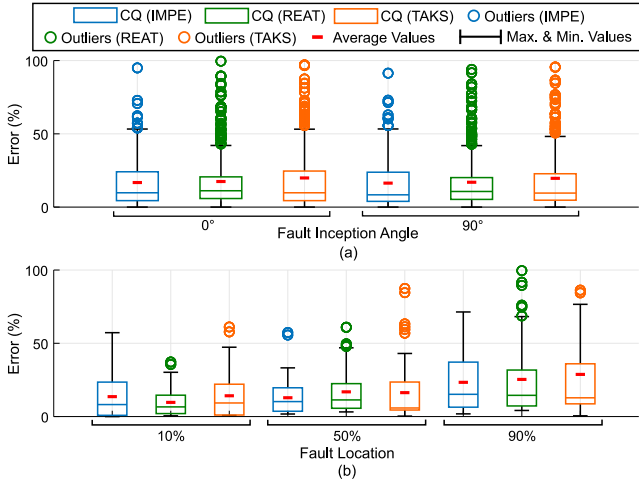 CQ (IMPE) CQ (REAT) CQ (TAKS) Outliers (IMPE)
Outliers (REAT) Outliers (TAKS) Average Values Max. & Min. Values
100
50
0
Error (%)
0° 90°
Fault Inception Angle
(a)
100
50
0
Error (%)
10% 50% 90%
Fault Location
(b)